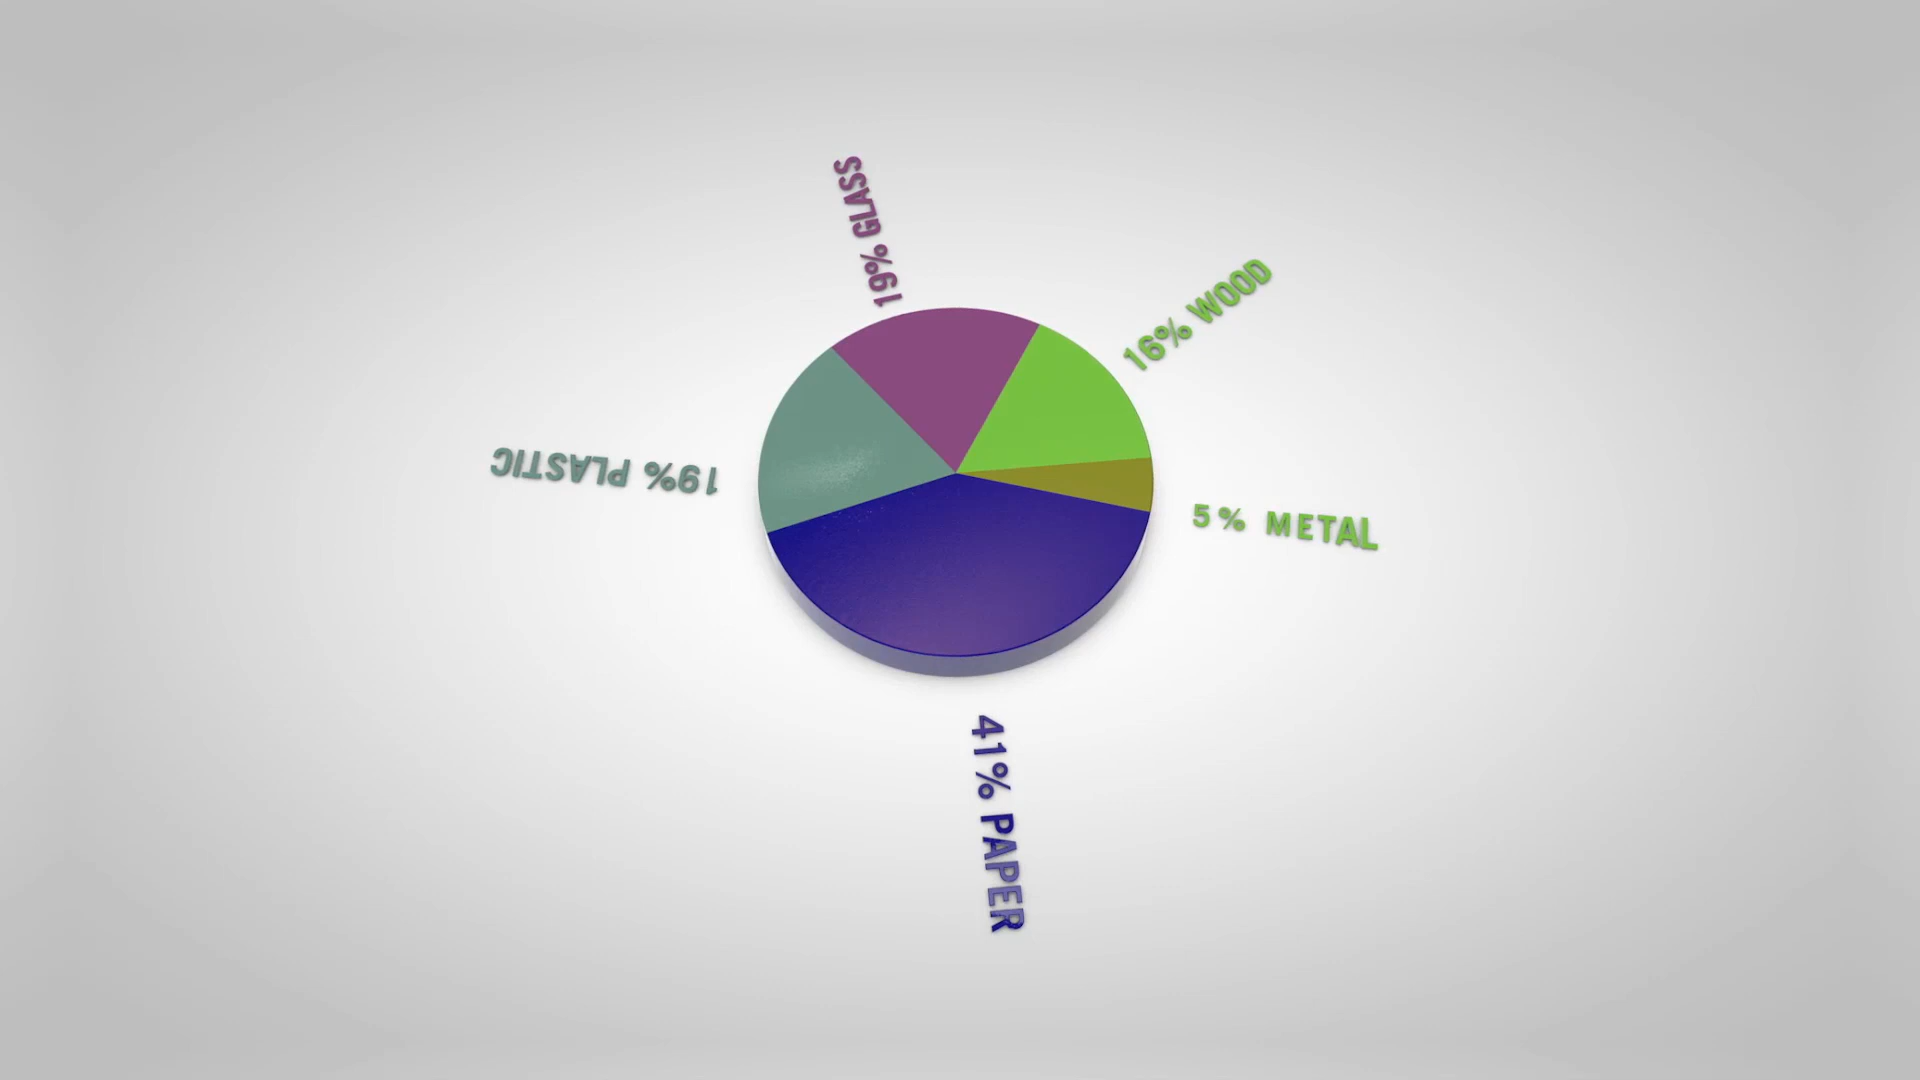 19% GLASS
16% WOOD
19% PLASTIC
5% METAL
41% PAPER